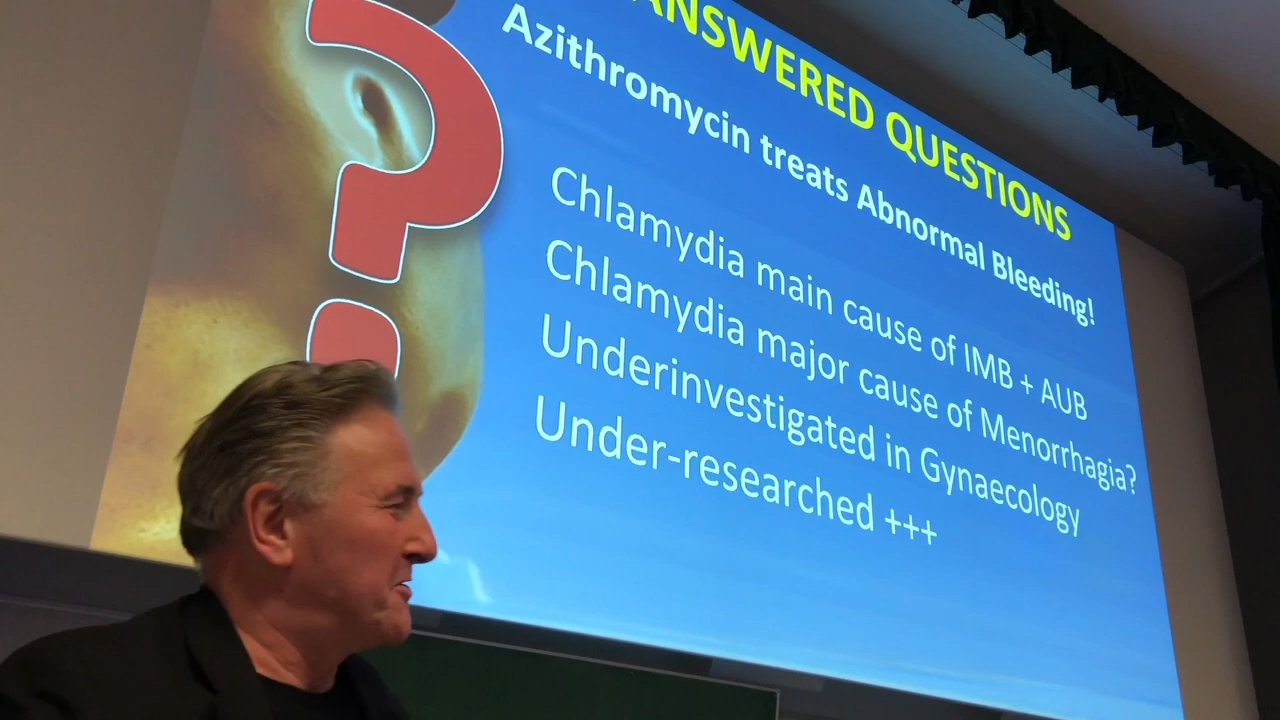 ANSWERED QUESTIONS
Azithromycin treats Abnormal Bleeding!
Chlamydia main cause of IMB + AUB
Chlamydia major cause of Menorrhagia?
Underinvestigated in Gynaecology
Under-researched +++
?